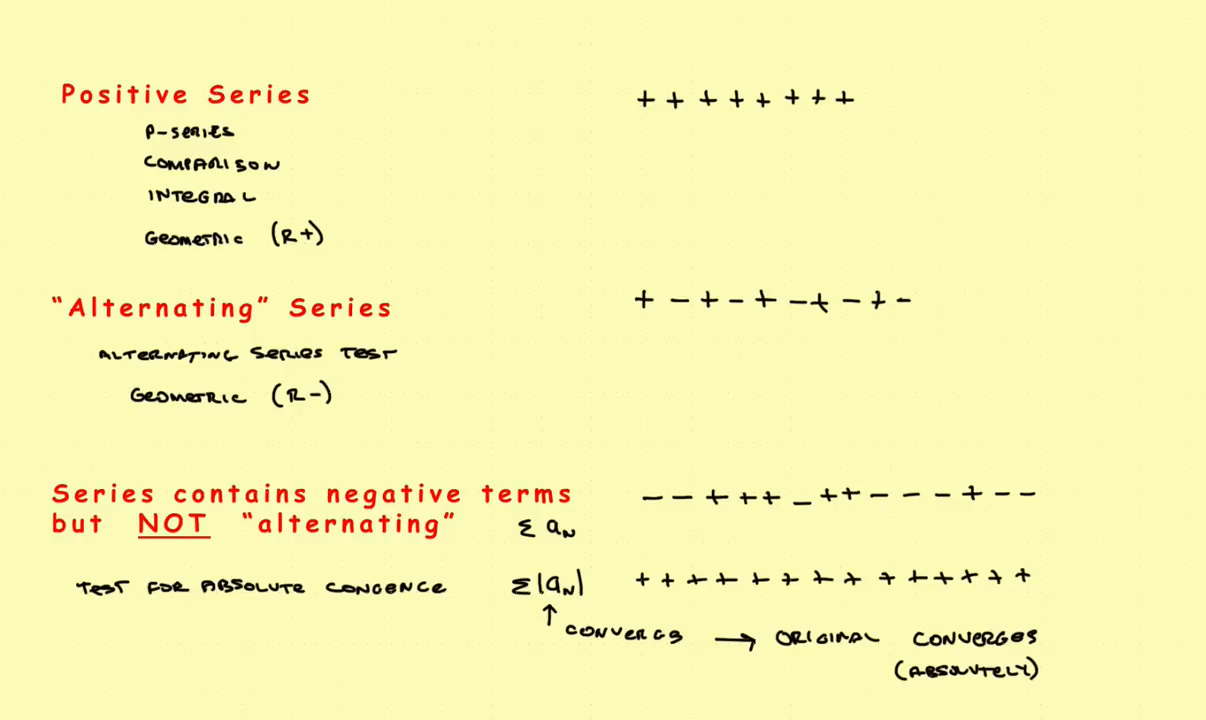 Positive Series + + + + + + + +
P-SERIES
COMPARISON
INTEGRAL
GEOMETRIC (R+)
"Alternating" Series + - + - + - + - + -
ALTERNATING SERIES TEST
GEOMETRIC (R-)
Series contains negative terms - - + + + - + + - - - + - -
but NOT "alternating" Σ aN
TEST FOR ABSOLUTE CONGENCE Σ|aN| + + + + + + + + + + + + + +
↑
CONVERGS → ORIGINAL CONVERGES
(ABSOLUTELY)